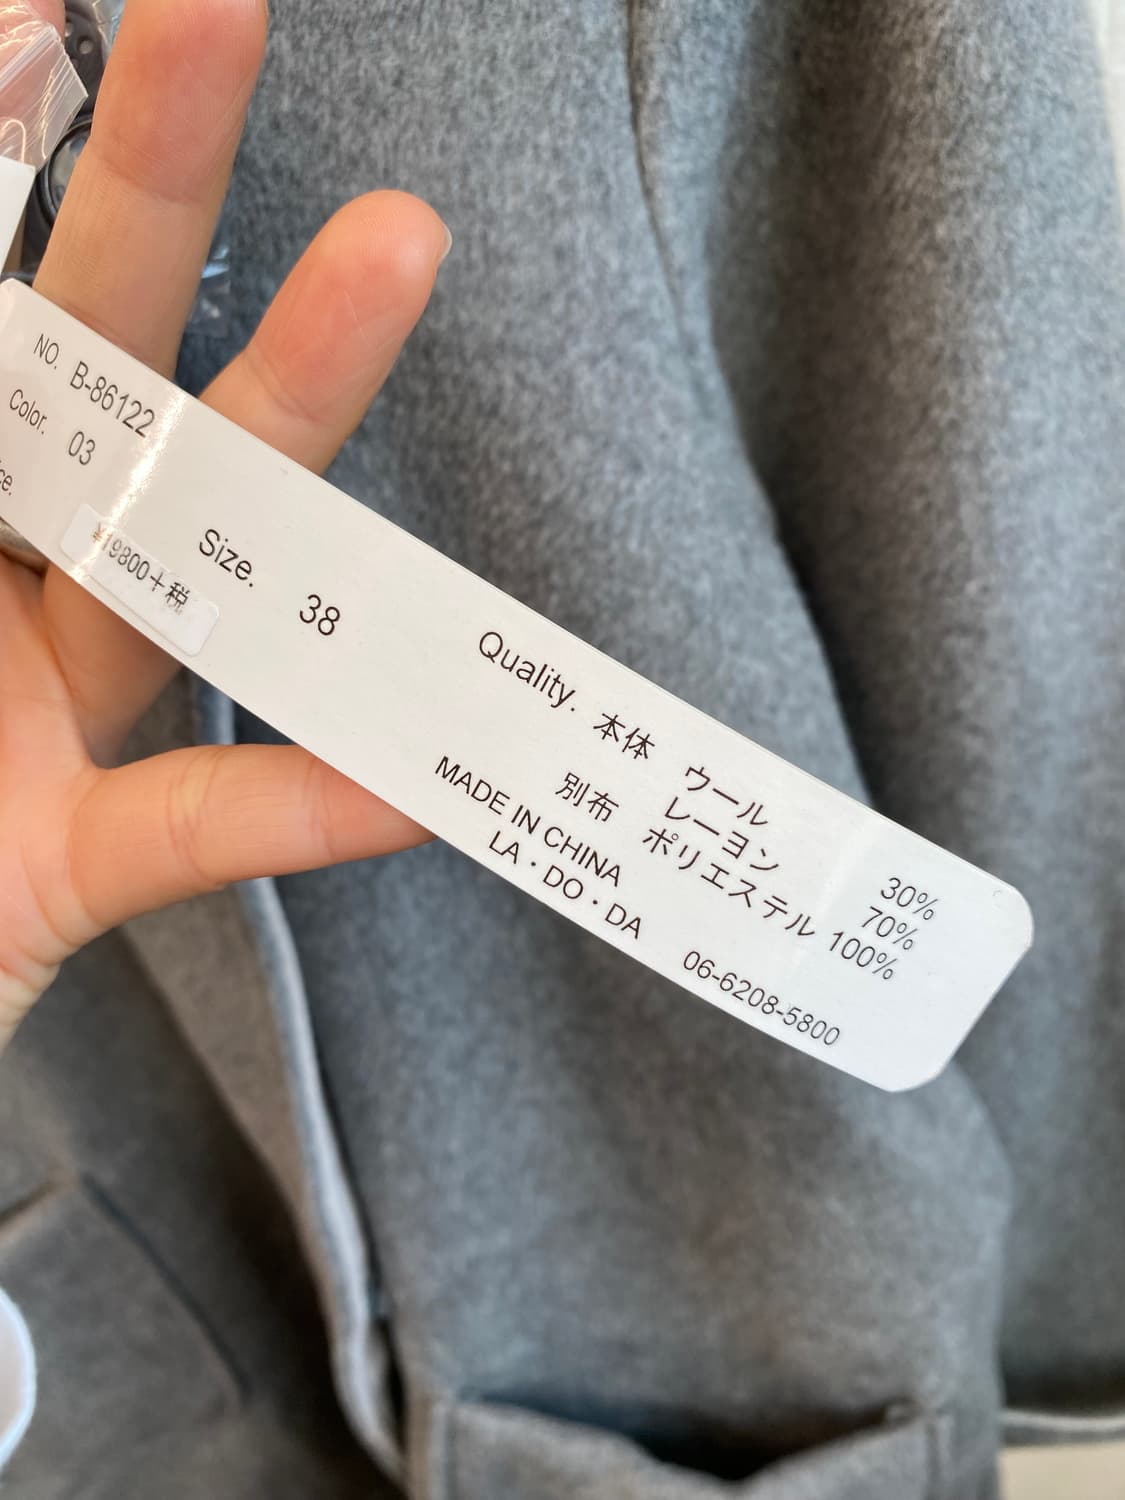 NO. B-86122
Color. 03
¥19800+税
Size. 38
Quality. 本体 ウール 30%
レーヨン 70%
別布 ポリエステル 100%
MADE IN CHINA
LA・DO・DA 06-6208-5800